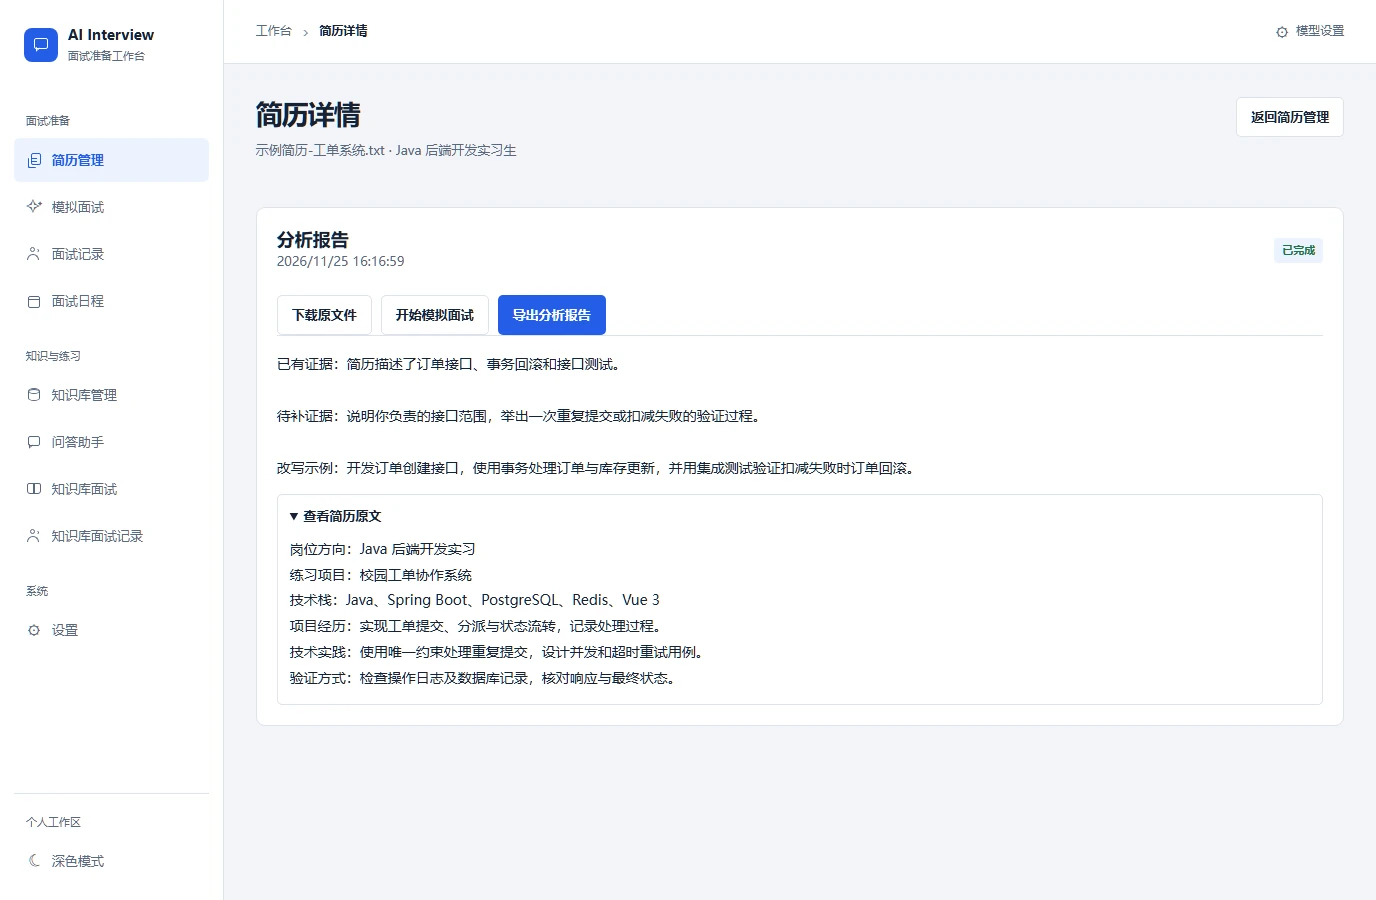 AI Interview
面试准备工作台
面试准备
简历管理
模拟面试
面试记录
面试日程
知识与练习
知识库管理
问答助手
知识库面试
知识库面试记录
系统
设置
个人工作区
深色模式
工作台 › 简历详情
模型设置
简历详情
示例简历-工单系统.txt · Java 后端开发实习生
返回简历管理
分析报告
2026/11/25 16:16:59
已完成
下载原文件 开始模拟面试 导出分析报告
已有证据：简历描述了订单接口、事务回滚和接口测试。
待补证据：说明你负责的接口范围，举出一次重复提交或扣减失败的验证过程。
改写示例：开发订单创建接口，使用事务处理订单与库存更新，并用集成测试验证扣减失败时订单回滚。
▼ 查看简历原文
岗位方向：Java 后端开发实习
练习项目：校园工单协作系统
技术栈：Java、Spring Boot、PostgreSQL、Redis、Vue 3
项目经历：实现工单提交、分派与状态流转，记录处理过程。
技术实践：使用唯一约束处理重复提交，设计并发和超时重试用例。
验证方式：检查操作日志及数据库记录，核对响应与最终状态。